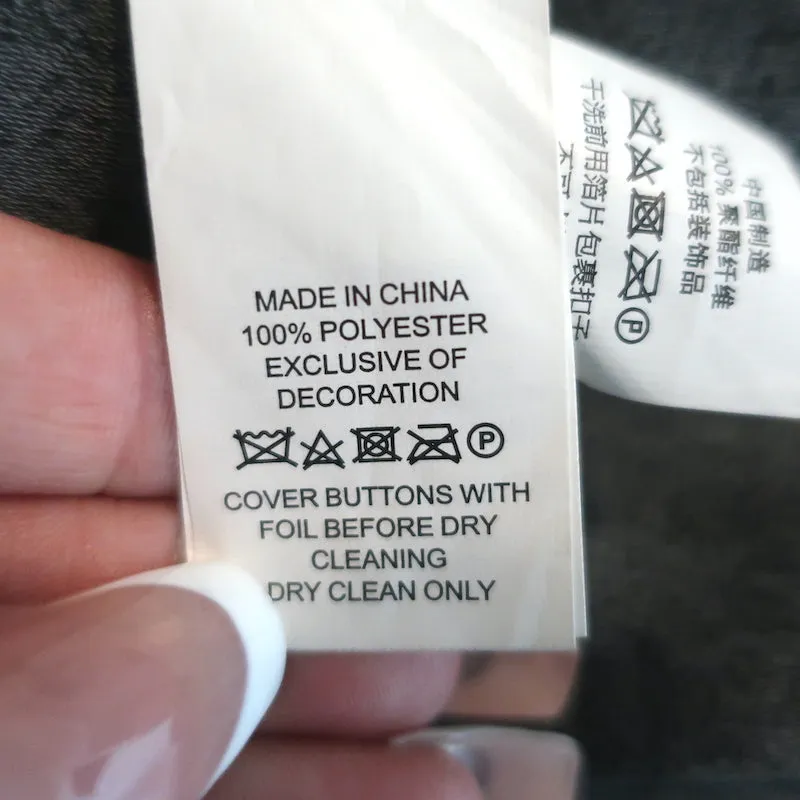 MADE IN CHINA
100% POLYESTER
EXCLUSIVE OF
DECORATION
P
COVER BUTTONS WITH
FOIL BEFORE DRY
CLEANING
DRY CLEAN ONLY
中国制造
100% 聚酯纤维
不包括装饰品
P
干洗前用箔片包裹扣子
不可